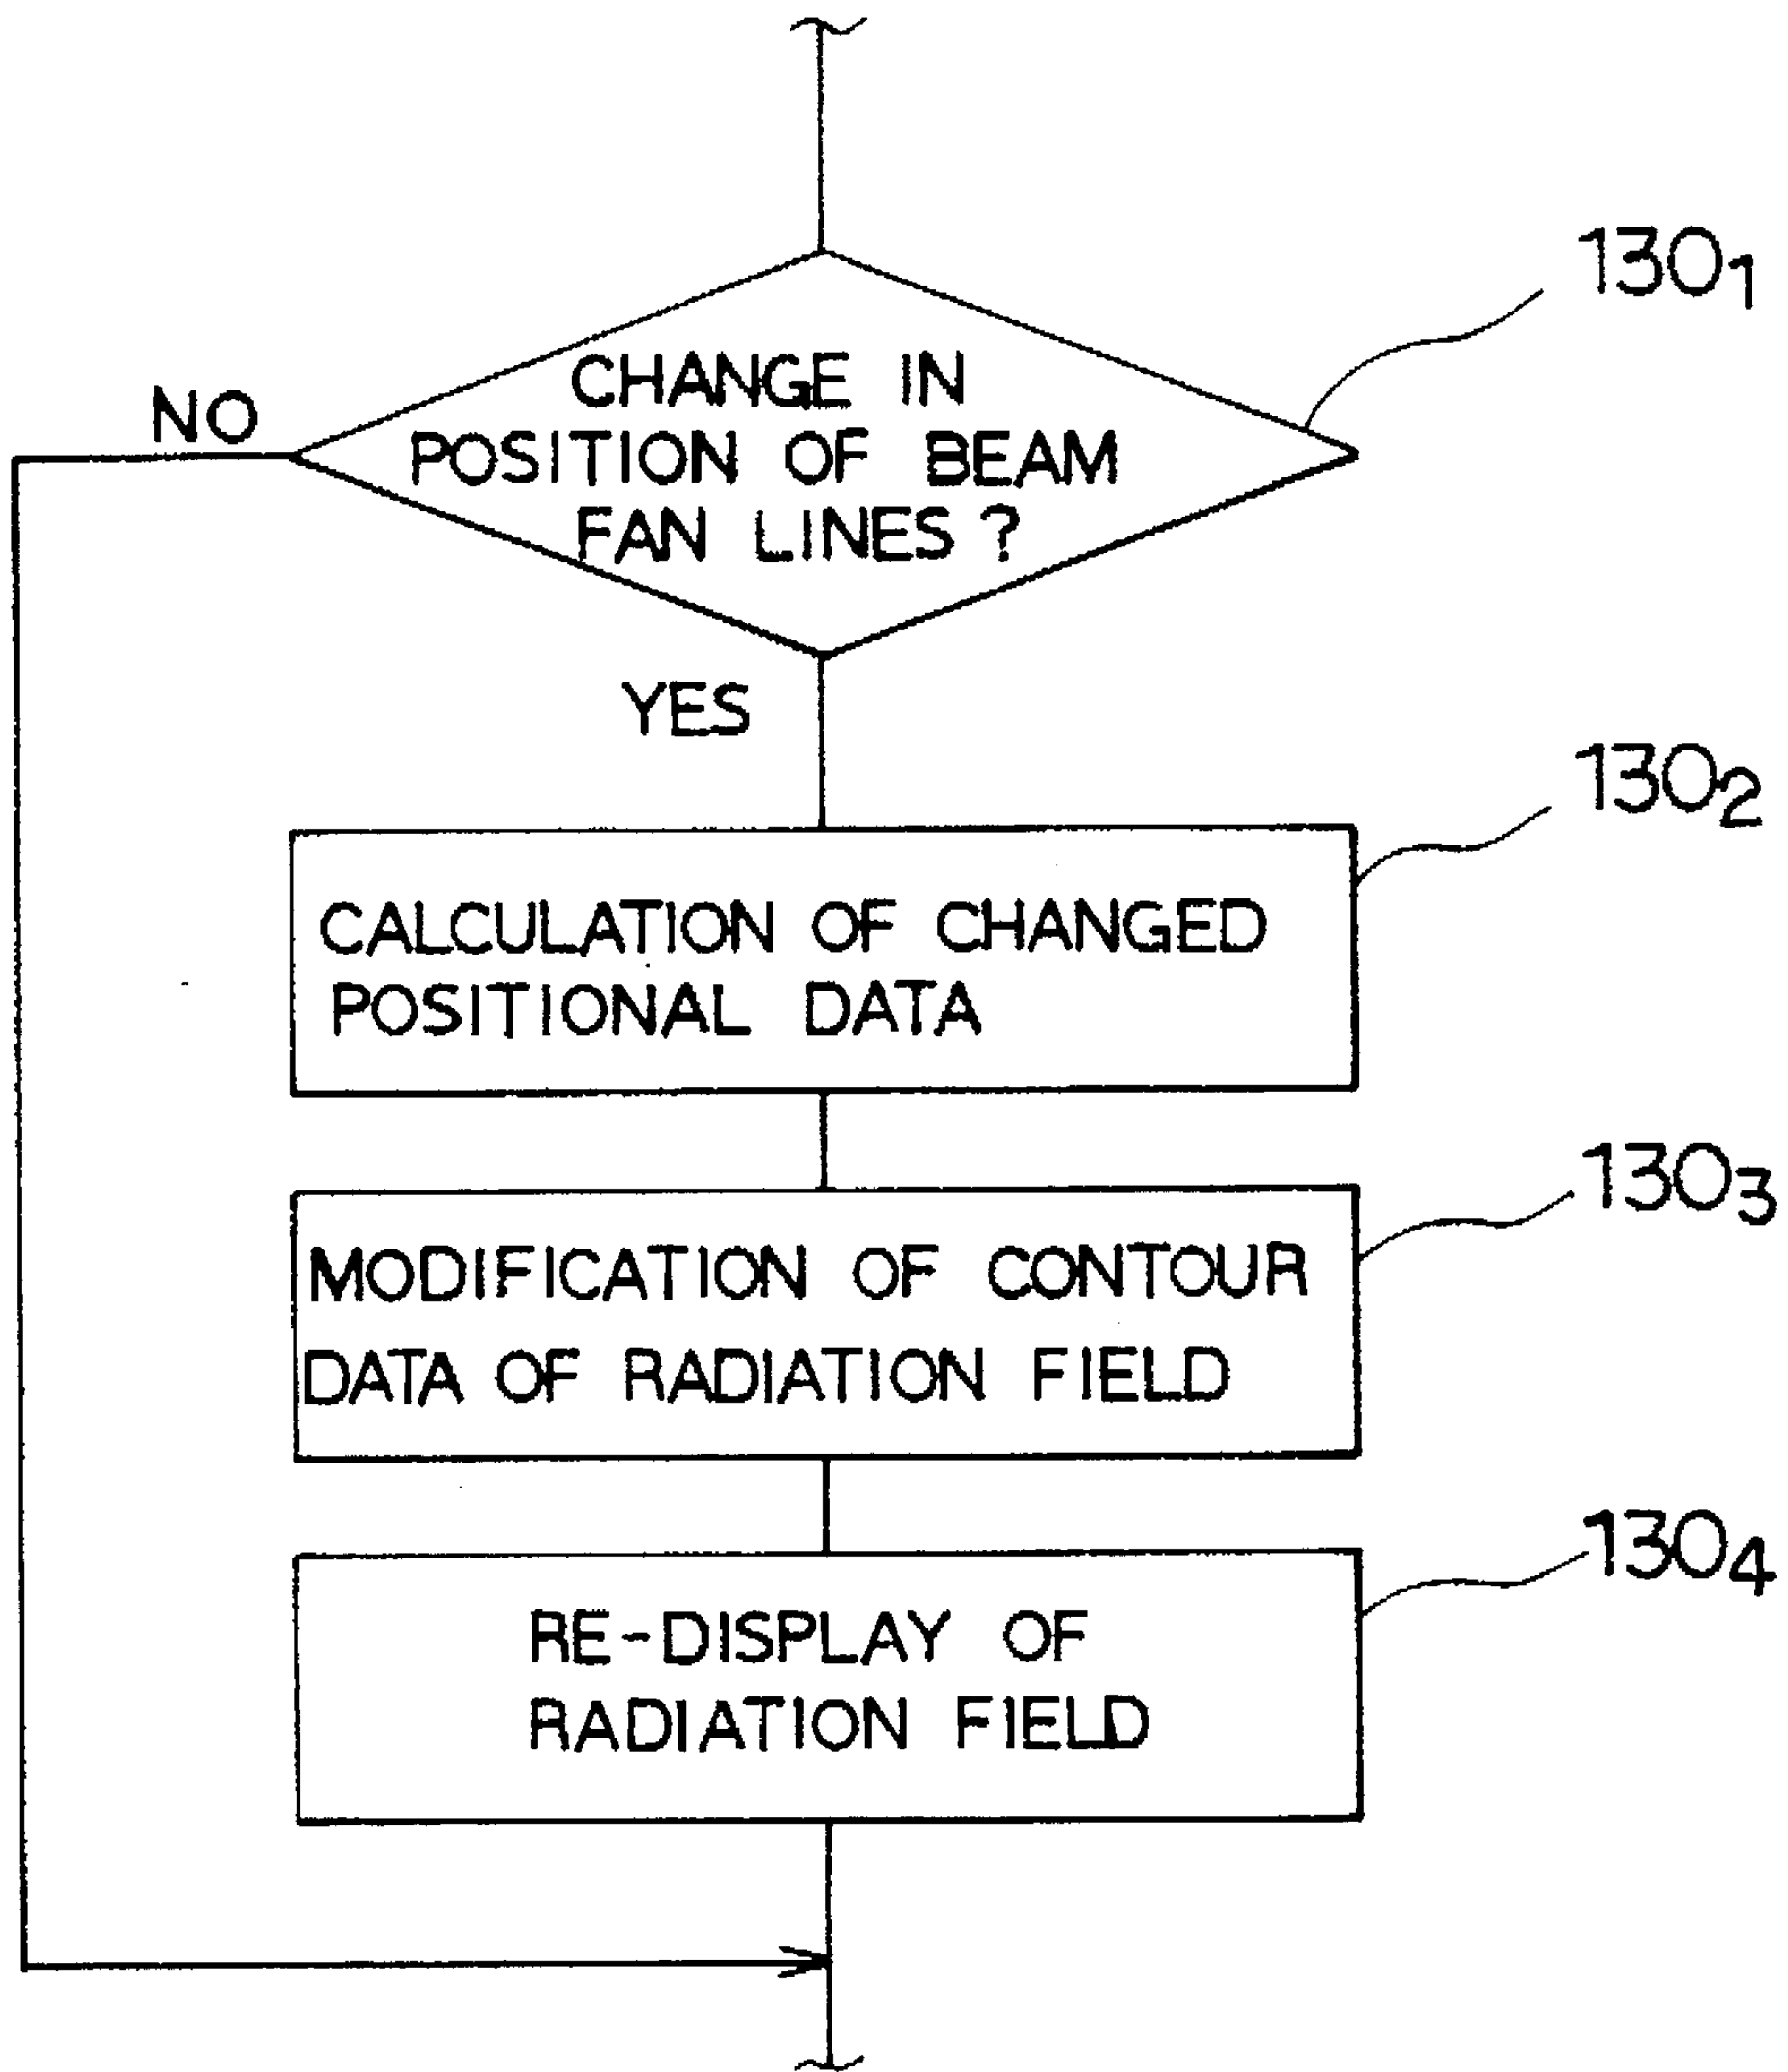 130₁
CHANGE IN
POSITION OF BEAM
FAN LINES ?
NO
YES
130₂
CALCULATION OF CHANGED
POSITIONAL DATA
130₃
MODIFICATION OF CONTOUR
DATA OF RADIATION FIELD
130₄
RE-DISPLAY OF
RADIATION FIELD